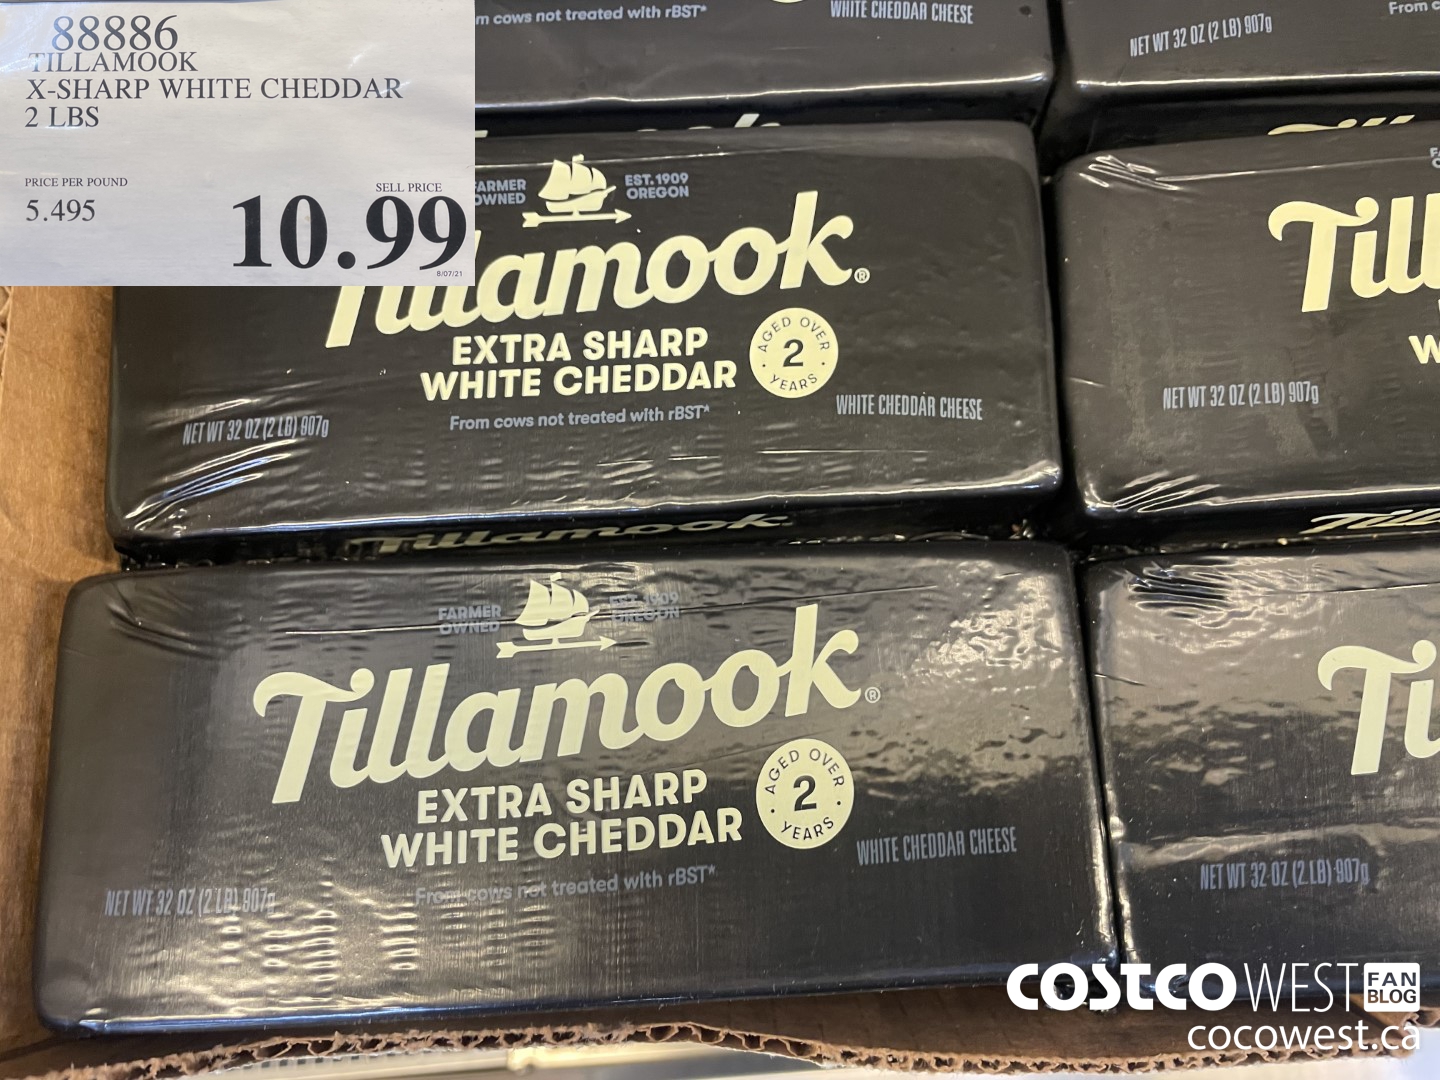 88886
TILLAMOOK
X-SHARP WHITE CHEDDAR
2 LBS
PRICE PER POUND
5.495
SELL PRICE
10.99
8/07/21
m cows not treated with rBST*
WHITE CHEDDAR CHEESE
NET WT 32 OZ (2 LB) 907g
From c
FARMER OWNED
EST. 1909 OREGON
Tillamook®
EXTRA SHARP
WHITE CHEDDAR
AGED OVER 2 YEARS
From cows not treated with rBST*
WHITE CHEDDAR CHEESE
NET WT 32 OZ (2 LB) 907g
Till
W
NET WT 32 OZ (2 LB) 907g
Tillamook
Till
FARMER OWNED
EST. 1909 OREGON
Tillamook®
EXTRA SHARP
WHITE CHEDDAR
AGED OVER 2 YEARS
From cows not treated with rBST*
WHITE CHEDDAR CHEESE
NET WT 32 OZ (2 LB) 907g
Ti
NET WT 32 OZ (2 LB) 907g
COSTCO WEST FAN BLOG
cocowest.ca